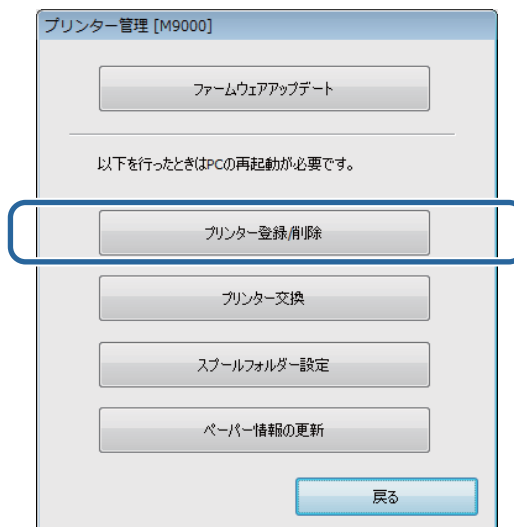 プリンター管理 [M9000]
ファームウェアアップデート
以下を行ったときはPCの再起動が必要です。
プリンター登録/削除
プリンター交換
スプールフォルダー設定
ペーパー情報の更新
戻る